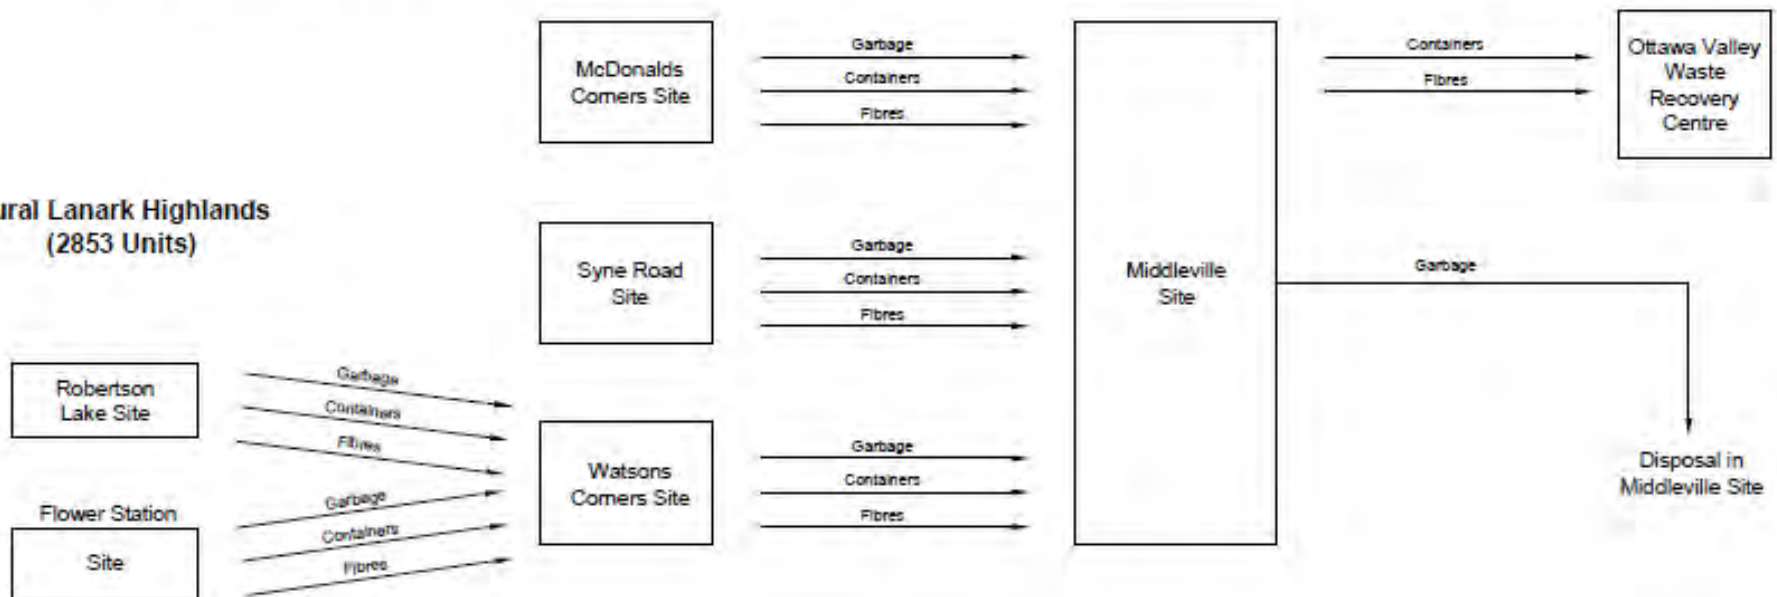 McDonalds
Corners Site
Garbage
Containers
Fibres
Containers
Fibres
Ottawa Valley
Waste
Recovery
Centre
ural Lanark Highlands
(2853 Units)
Syne Road
Site
Garbage
Containers
Fibres
Middleville
Site
Garbage
Robertson
Lake Site
Garbage
Containers
Fibres
Watsons
Corners Site
Garbage
Containers
Fibres
Disposal in
Middleville Site
Flower Station
Site
Garbage
Containers
Fibres